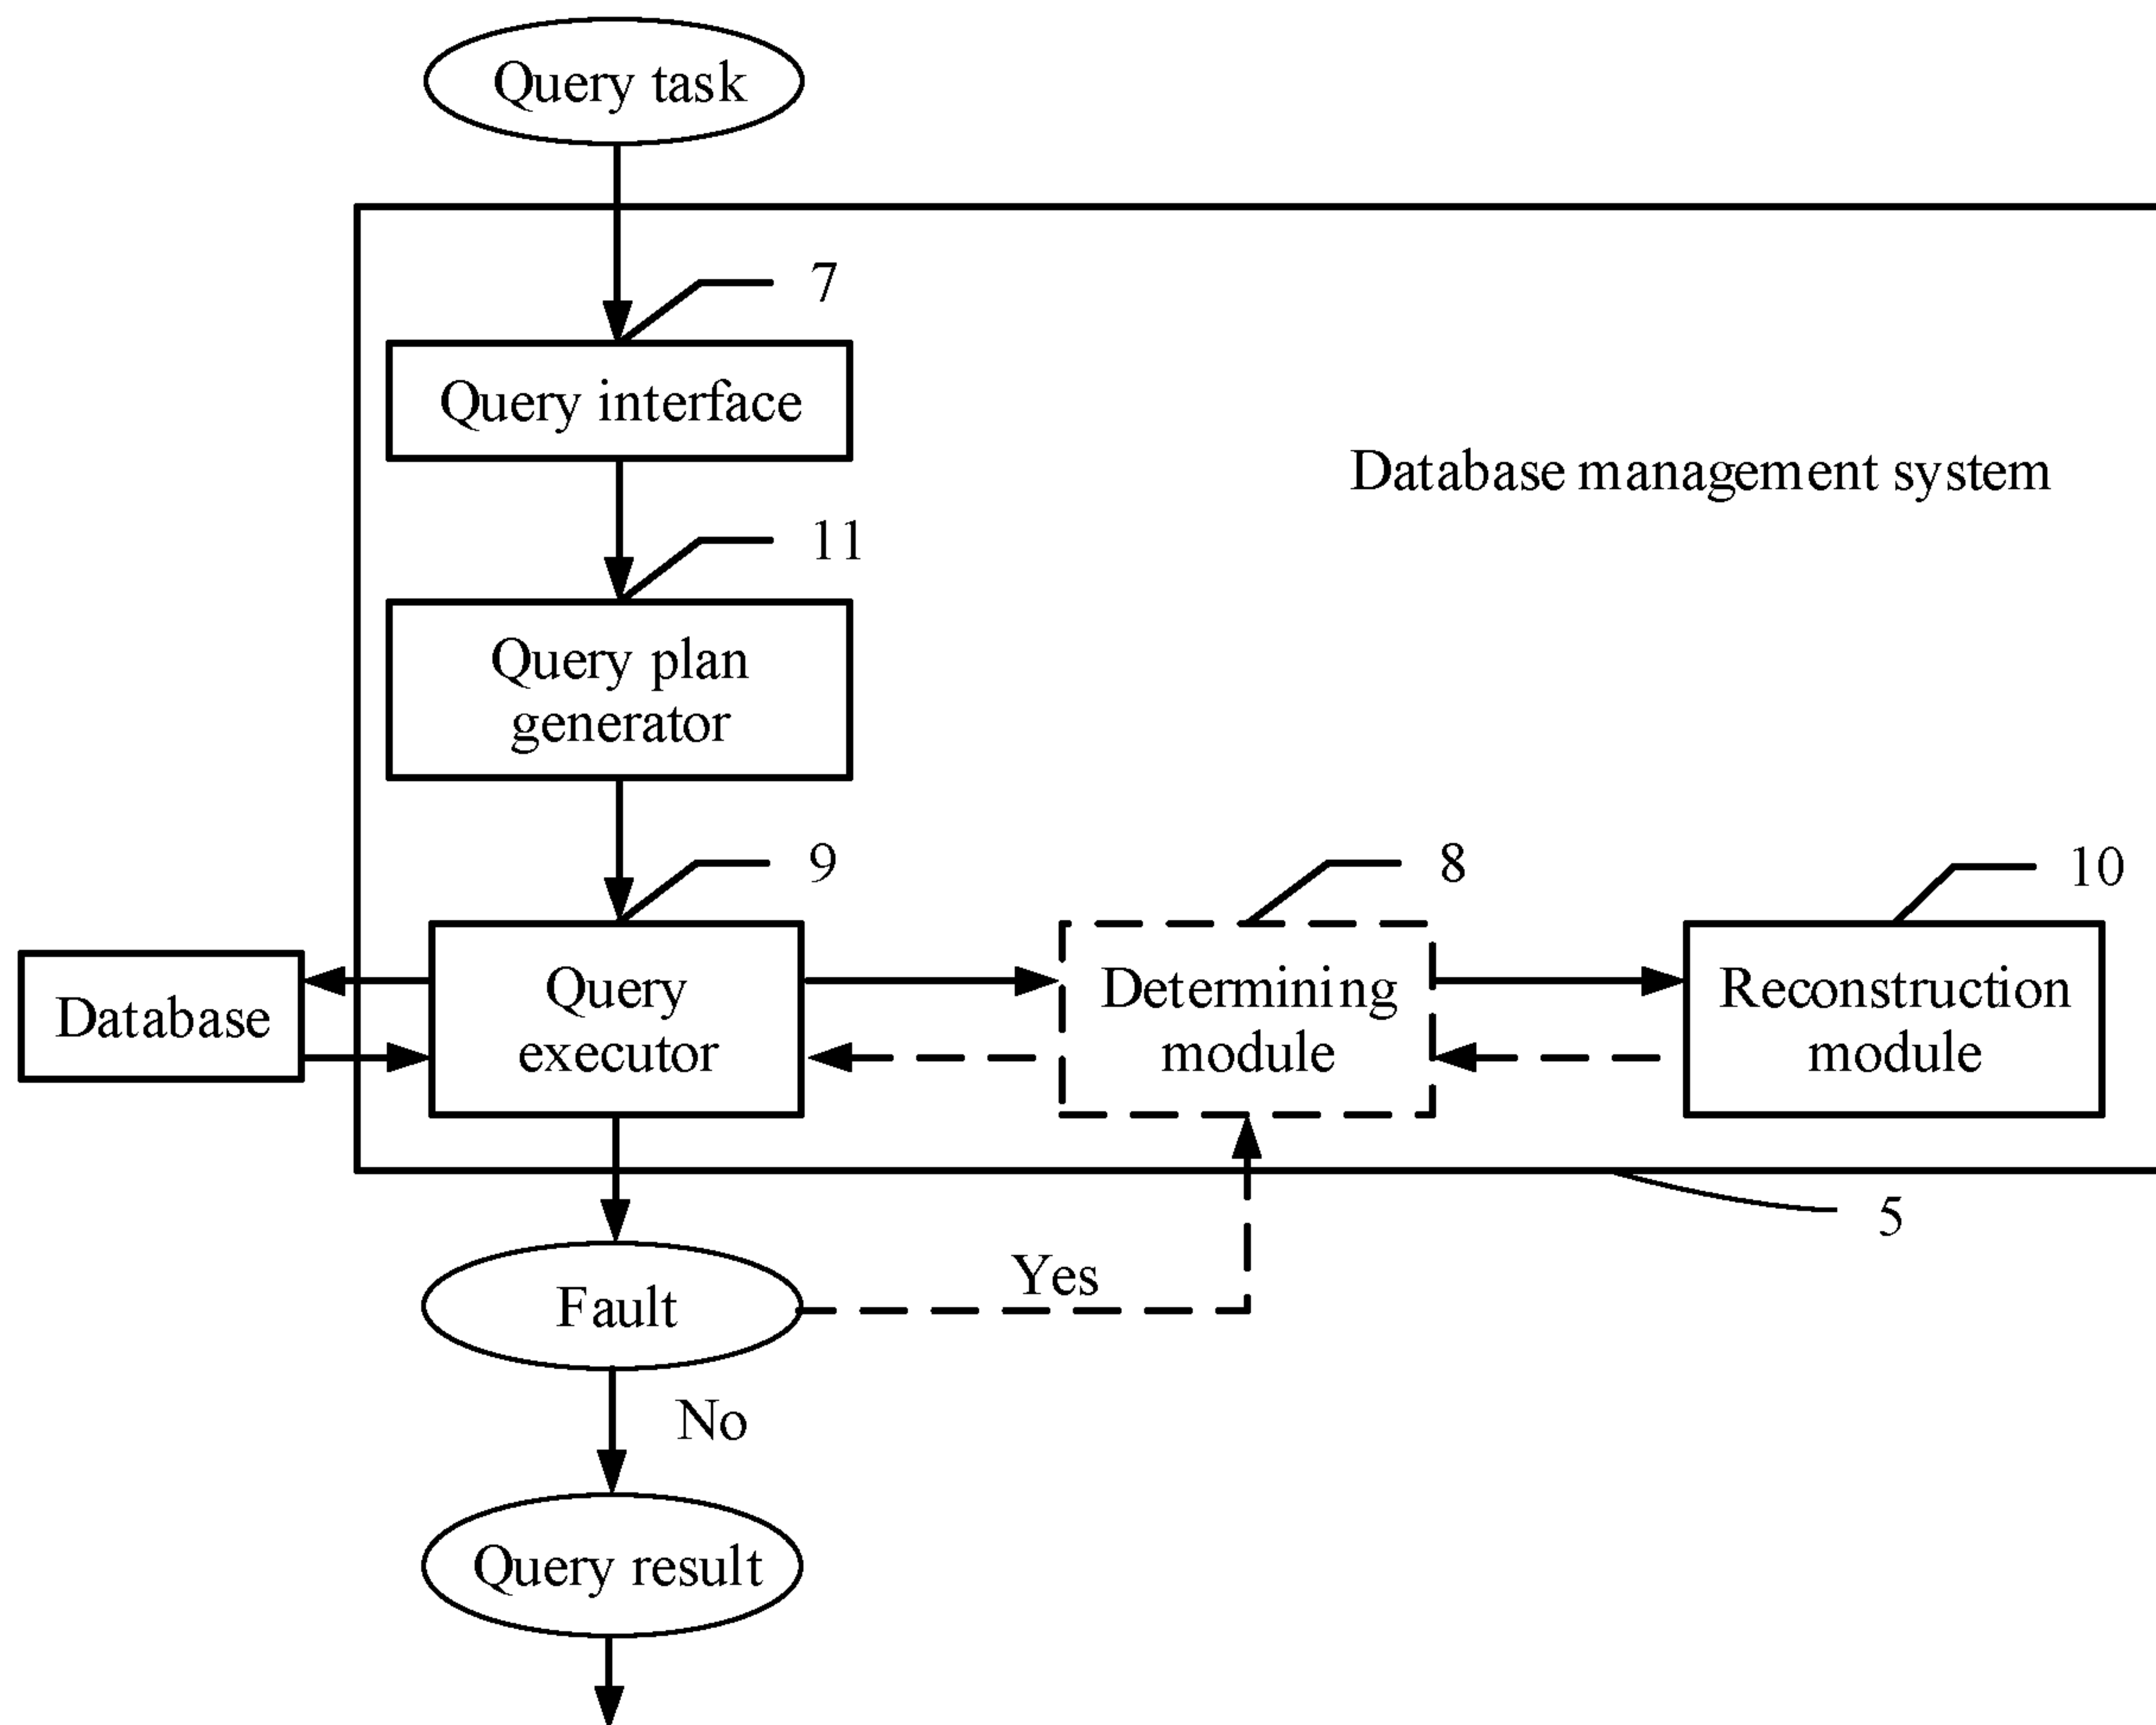 Query task
7
Query interface
Database management system
11
Query plan
generator
9
8
10
Database
Query
executor
Determining
module
Reconstruction
module
5
Yes
Fault
No
Query result